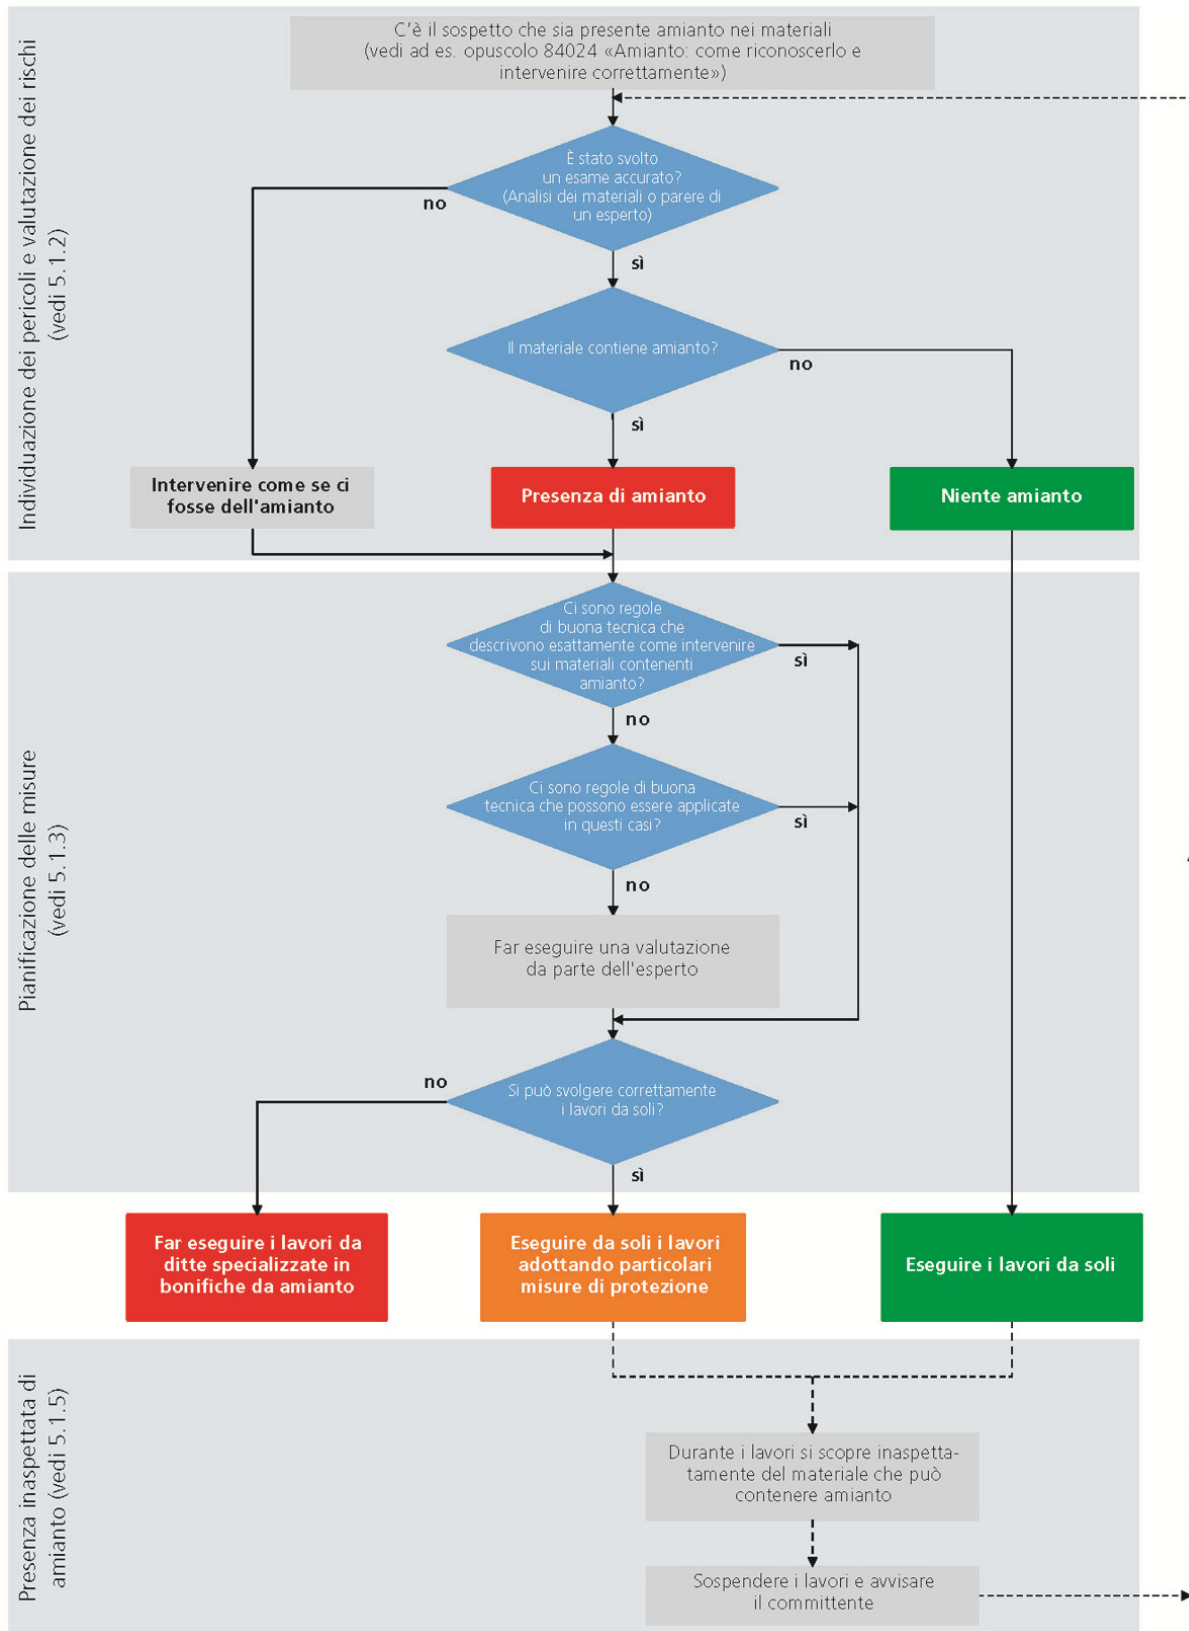 Individuazione dei pericoli e valutazione dei rischi
(vedi 5.1.2)
C'è il sospetto che sia presente amianto nei materiali
(vedi ad es. opuscolo 84024 «Amianto: come riconoscerlo e
intervenire correttamente»)
È stato svolto
un esame accurato?
(Analisi dei materiali o parere di
un esperto)
no
sì
Il materiale contiene amianto?
no
sì
Intervenire come se ci
fosse dell'amianto
Presenza di amianto
Niente amianto
Pianificazione delle misure
(vedi 5.1.3)
Ci sono regole
di buona tecnica che
descrivono esattamente come intervenire
sui materiali contenenti
amianto?
sì
no
Ci sono regole di buona
tecnica che possono essere applicate
in questi casi?
sì
no
Far eseguire una valutazione
da parte dell'esperto
no
Si può svolgere correttamente
i lavori da soli?
sì
Far eseguire i lavori da
ditte specializzate in
bonifiche da amianto
Eseguire da soli i lavori
adottando particolari
misure di protezione
Eseguire i lavori da soli
Presenza inaspettata di
amianto (vedi 5.1.5)
Durante i lavori si scopre inaspetta-
tamente del materiale che può
contenere amianto
Sospendere i lavori e avvisare
il committente